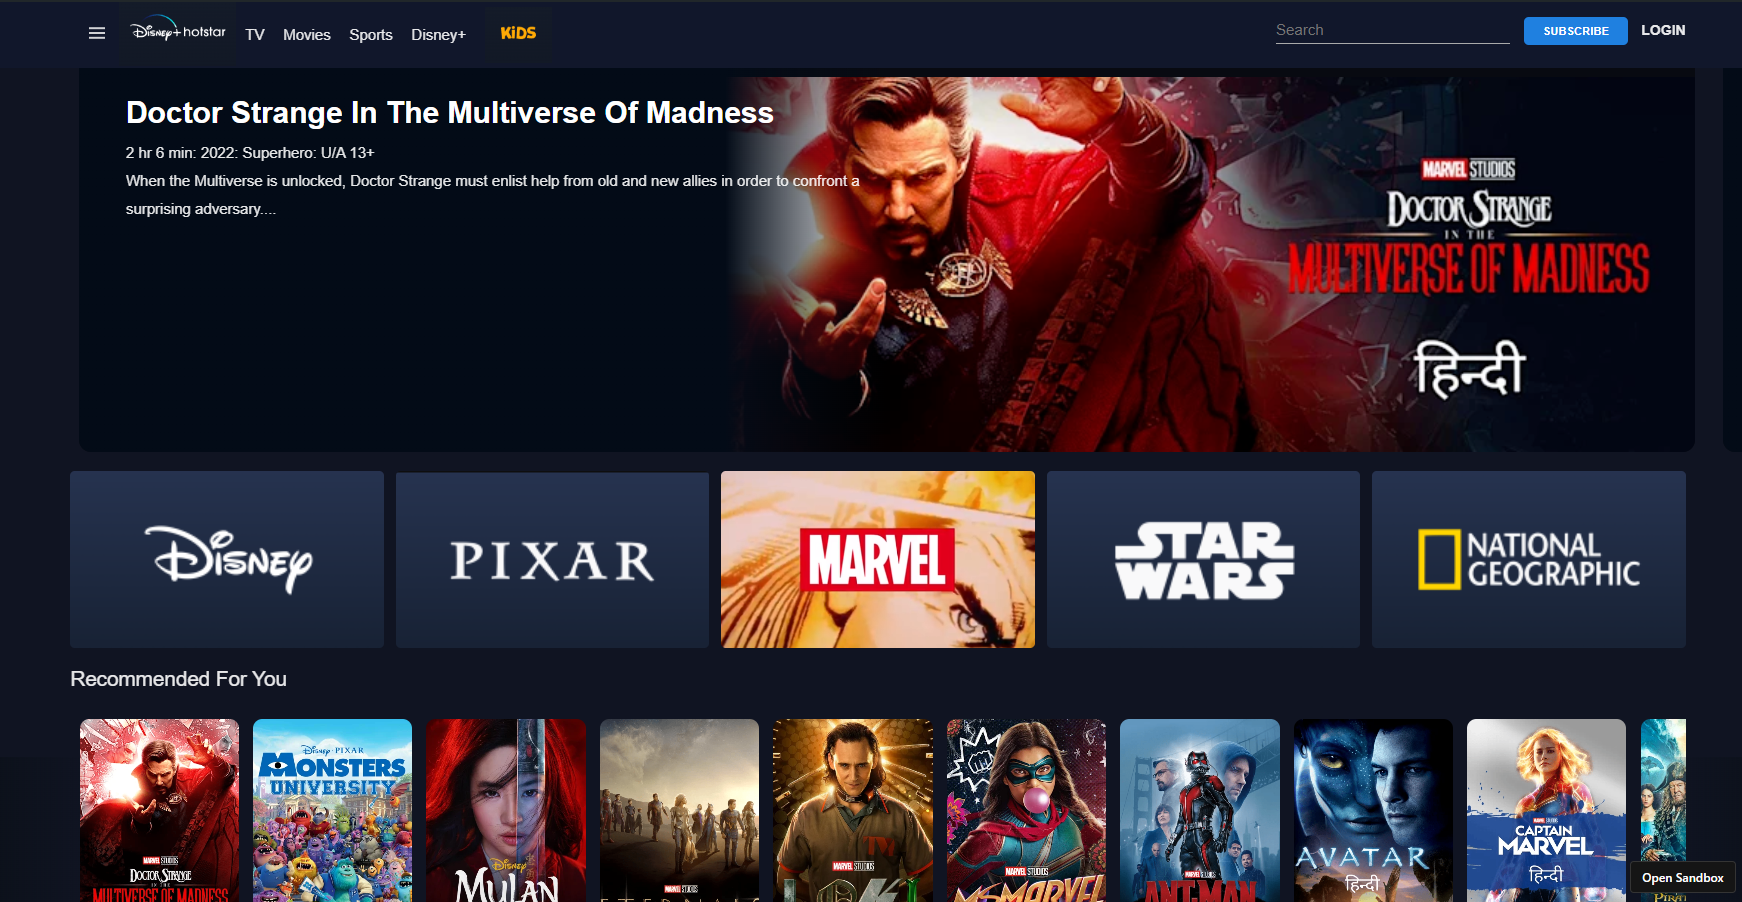 Disney+ hotstar
TV
Movies
Sports
Disney+
KiDS
Search
SUBSCRIBE
LOGIN
Doctor Strange In The Multiverse Of Madness
2 hr 6 min: 2022: Superhero: U/A 13+
When the Multiverse is unlocked, Doctor Strange must enlist help from old and new allies in order to confront a
surprising adversary....
MARVEL STUDIOS
DOCTOR STRANGE
IN THE
MULTIVERSE OF MADNESS
हिन्दी
DISNEY
PIXAR
MARVEL
STAR
WARS
NATIONAL
GEOGRAPHIC
Recommended For You
MARVEL STUDIOS
DOCTOR STRANGE
IN THE
MULTIVERSE OF MADNESS
DISNEY · PIXAR
MONSTERS
UNIVERSITY
DISNEY
MULAN
MARVEL STUDIOS
ETERNALS
MARVEL STUDIOS
LOKI
MARVEL STUDIOS
MS. MARVEL
MARVEL STUDIOS
ANT-MAN
AVATAR
हिन्दी
MARVEL STUDIOS
CAPTAIN
MARVEL
हिन्दी
Open Sandbox